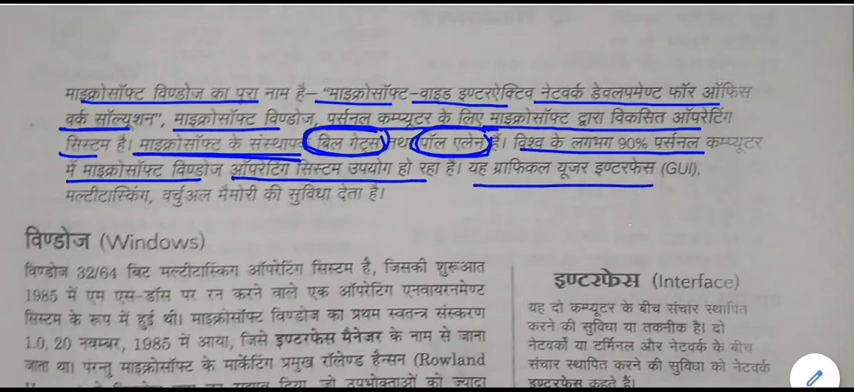 माइक्रोसॉफ्ट विण्डोज का पूरा नाम है– "माइक्रोसॉफ्ट-वाइड इण्टरऐक्टिव नेटवर्क डेवलपमेण्ट फॉर ऑफिस
वर्क सॉल्यूशन", माइक्रोसॉफ्ट विण्डोज, पर्सनल कम्प्यूटर के लिए माइक्रोसॉफ्ट द्वारा विकसित ऑपरेटिंग
सिस्टम है। माइक्रोसॉफ्ट के संस्थापक बिल गेट्स तथा पॉल एलेन हैं। विश्व के लगभग 90% पर्सनल कम्प्यूटर
में माइक्रोसॉफ्ट विण्डोज ऑपरेटिंग सिस्टम उपयोग हो रहा है। यह ग्राफिकल यूजर इण्टरफेस (GUI),
मल्टीटास्किंग, वर्चुअल मैमोरी की सुविधा देता है।
विण्डोज (Windows)
विण्डोज 32/64 बिट मल्टीटास्किंग ऑपरेटिंग सिस्टम है, जिसकी शुरूआत
1985 में एम एस-डॉस पर रन करने वाले एक ऑपरेटिंग एनवायरनमेण्ट
सिस्टम के रूप में हुई थी। माइक्रोसॉफ्ट विण्डोज का प्रथम स्वतन्त्र संस्करण
1.0, 20 नवम्बर, 1985 में आया, जिसे इण्टरफेस मैनेजर के नाम से जाना
जाता था। परन्तु माइक्रोसॉफ्ट के मार्केटिंग प्रमुख रॉलेण्ड हैन्सन (Rowland
दिया, जो उपभोक्ताओं को ज्यादा
इण्टरफेस (Interface)
यह दो कम्प्यूटर के बीच संचार स्थापित
करने की सुविधा या तकनीक है। दो
नेटवर्कों या टर्मिनल और नेटवर्क के बीच
संचार स्थापित करने की सुविधा को नेटवर्क
इण्टरफेस कहते हैं।